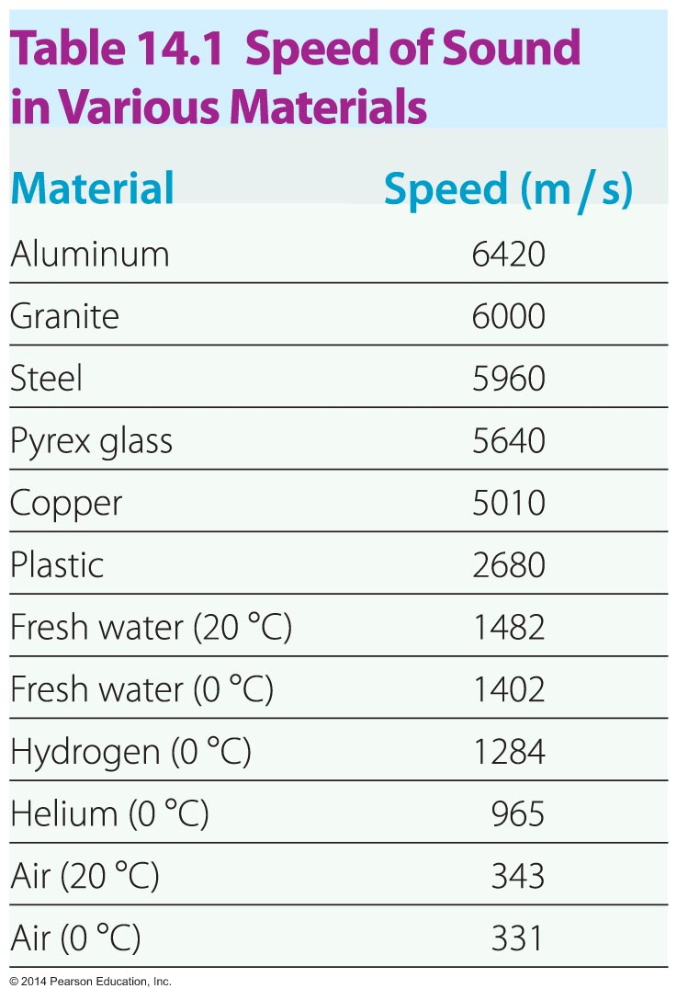 Table 14.1 Speed of Sound
in Various Materials
Material Speed (m/s)
Aluminum 6420
Granite 6000
Steel 5960
Pyrex glass 5640
Copper 5010
Plastic 2680
Fresh water (20 °C) 1482
Fresh water (0 °C) 1402
Hydrogen (0 °C) 1284
Helium (0 °C) 965
Air (20 °C) 343
Air (0 °C) 331
© 2014 Pearson Education, Inc.